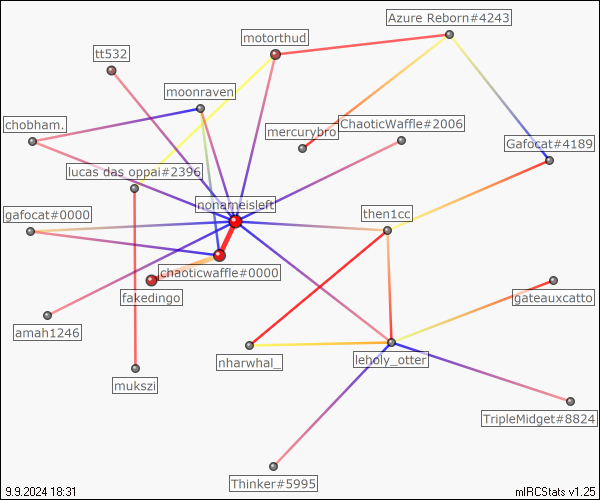 Azure Reborn#4243
motorthud
tt532
moonraven
chobham.
mercurybro
ChaoticWaffle#2006
Gafocat#4189
lucas das oppai#2396
nonameisleft
gafocat#0000
then1cc
chaoticwaffle#0000
fakedingo
gateauxcatto
amah1246
nharwhal_
leholy_otter
mukszi
TripleMidget#8824
Thinker#5995
9.9.2024 18:31
mIRCStats v1.25